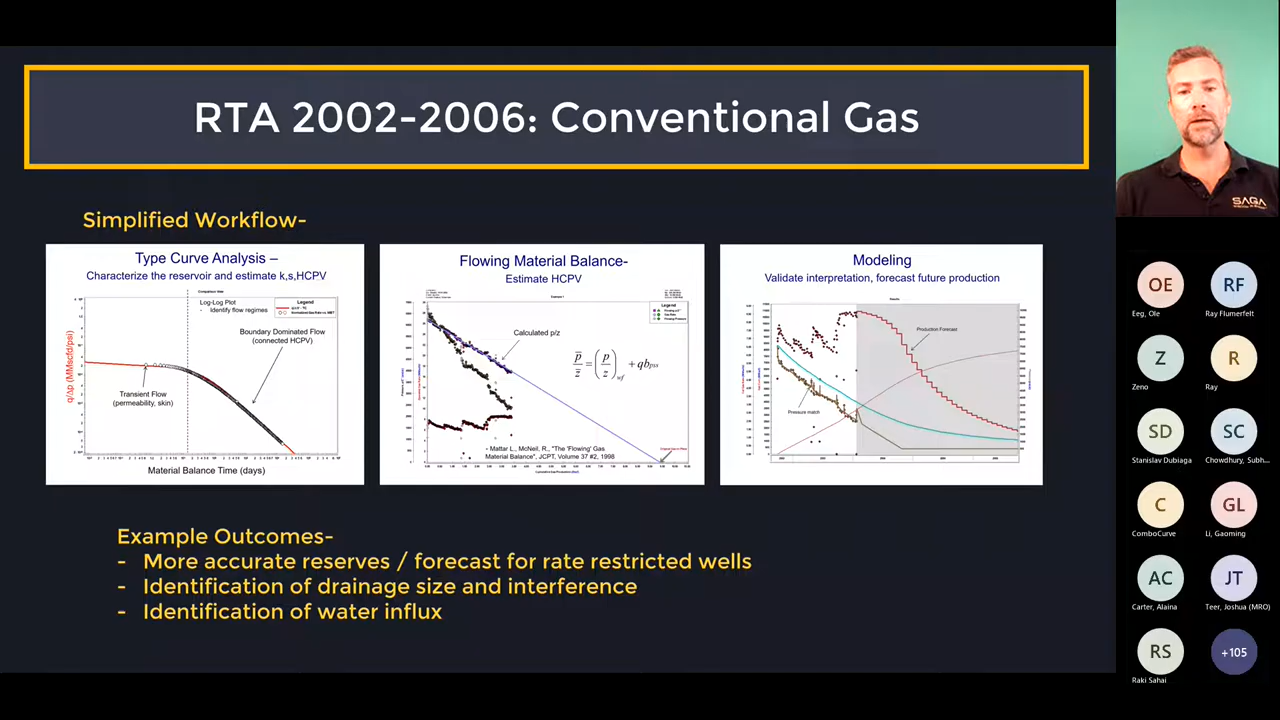 RTA 2002-2006: Conventional Gas
Simplified Workflow-
Type Curve Analysis –
Characterize the reservoir and estimate k,s,HCPV
Log-Log Plot
- Identify flow regimes
Legend
Boundary Dominated Flow
(connected HCPV)
Transient Flow
(permeability, skin)
q/Δp (MMscfd/psi)
Material Balance Time (days)
Flowing Material Balance-
Estimate HCPV
Legend
Calculated p/z
p/z = (p/z)wf + qbpss
- Mattar L., McNeil, R., "The 'Flowing' Gas
Material Balance", JCPT, Volume 37 #2, 1998
Modeling
Validate interpretation, forecast future production
Production Forecast
Pressure match
Example Outcomes-
- More accurate reserves / forecast for rate restricted wells
- Identification of drainage size and interference
- Identification of water influx
SAGA
OE
RF
Eeg, Ole
Ray Flumerfelt
Z
R
Zeno
Ray
SD
SC
Stanislav Dubiaga
Chowdhury, Subh...
C
GL
ComboCurve
Li, Gaoming
AC
JT
Carter, Alaina
Teer, Joshua (MRO)
RS
+105
Raki Sahai